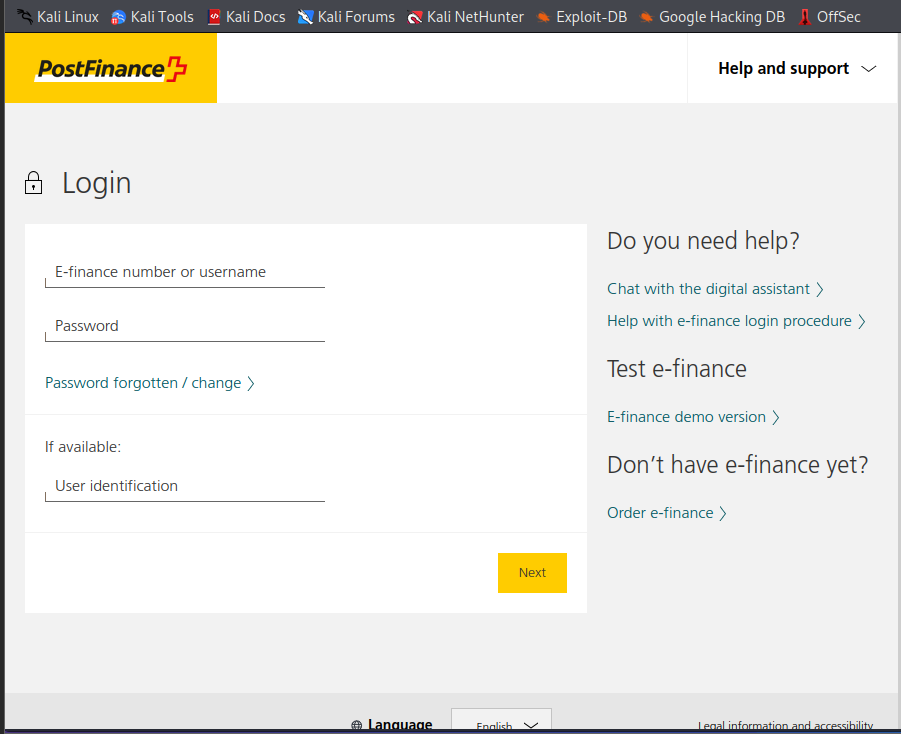 Kali Linux Kali Tools Kali Docs Kali Forums Kali NetHunter Exploit-DB Google Hacking DB OffSec
PostFinance
Help and support
Login
E-finance number or username
Password
Password forgotten / change
If available:
User identification
Next
Do you need help?
Chat with the digital assistant
Help with e-finance login procedure
Test e-finance
E-finance demo version
Don’t have e-finance yet?
Order e-finance
Language English Legal information and accessibility